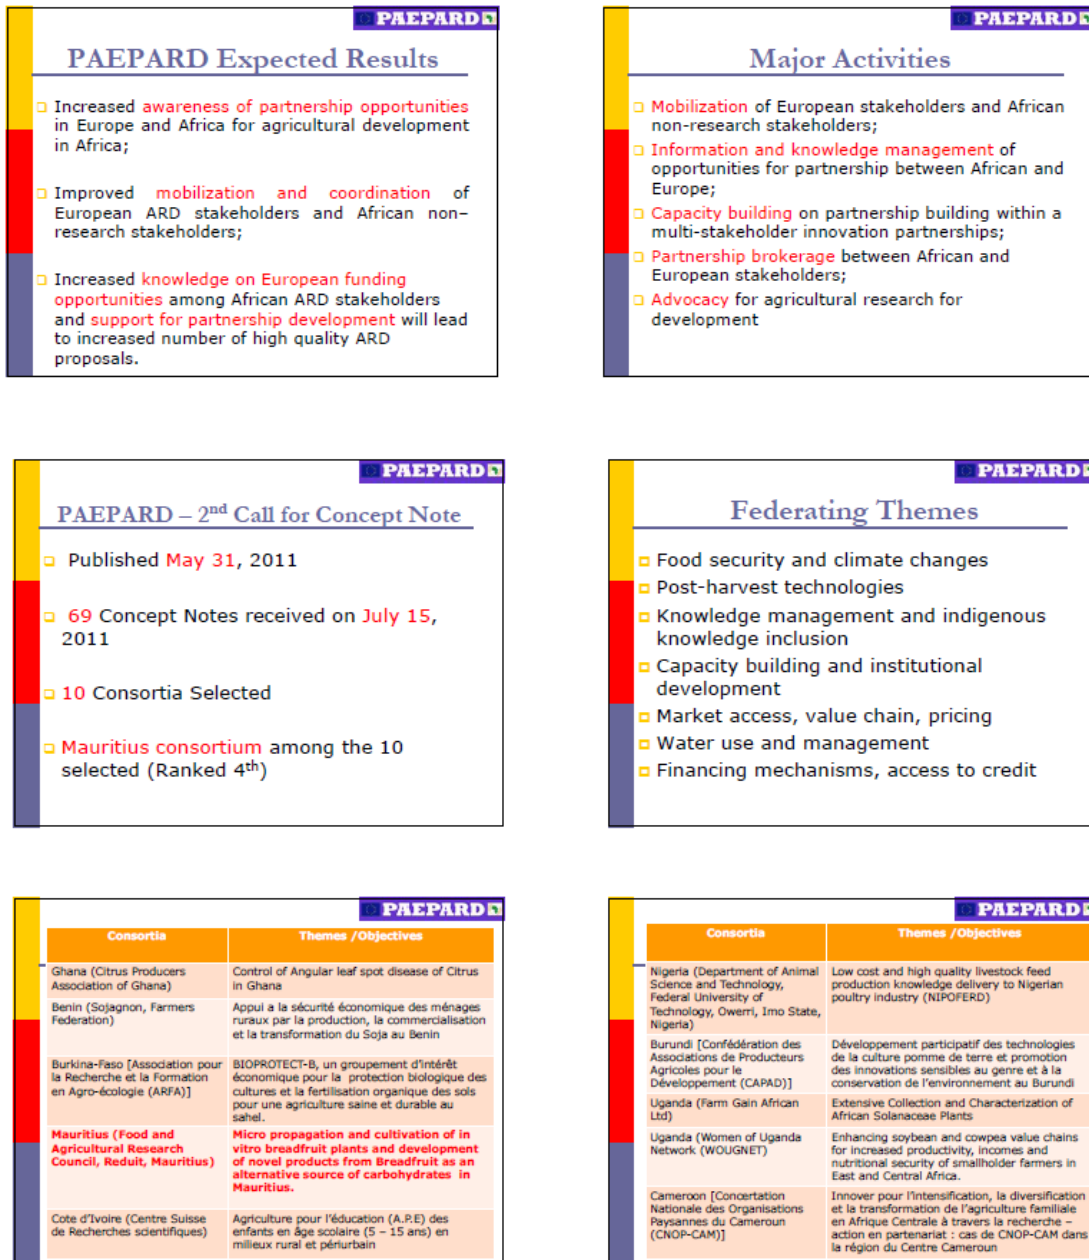 PAEPARD
PAEPARD Expected Results
Increased awareness of partnership opportunities
in Europe and Africa for agricultural development
in Africa;
Improved mobilization and coordination of
European ARD stakeholders and African non–
research stakeholders;
Increased knowledge on European funding
opportunities among African ARD stakeholders
and support for partnership development will lead
to increased number of high quality ARD
proposals.
PAEPARD
Major Activities
Mobilization of European stakeholders and African
non-research stakeholders;
Information and knowledge management of
opportunities for partnership between African and
Europe;
Capacity building on partnership building within a
multi-stakeholder innovation partnerships;
Partnership brokerage between African and
European stakeholders;
Advocacy for agricultural research for
development
PAEPARD
PAEPARD – 2nd Call for Concept Note
Published May 31, 2011
69 Concept Notes received on July 15,
2011
10 Consortia Selected
Mauritius consortium among the 10
selected (Ranked 4th)
PAEPARD
Federating Themes
Food security and climate changes
Post-harvest technologies
Knowledge management and indigenous
knowledge inclusion
Capacity building and institutional
development
Market access, value chain, pricing
Water use and management
Financing mechanisms, access to credit
PAEPARD
Consortia Themes /Objectives
Ghana (Citrus Producers
Association of Ghana)
Control of Angular leaf spot disease of Citrus
in Ghana
Benin (Sojagnon, Farmers
Federation)
Appui a la sécurité économique des ménages
ruraux par la production, la commercialisation
et la transformation du Soja au Benin
Burkina-Faso [Association pour
la Recherche et la Formation
en Agro-écologie (ARFA)]
BIOPROTECT-B, un groupement d'intérêt
économique pour la protection biologique des
cultures et la fertilisation organique des sols
pour une agriculture saine et durable au
sahel.
Mauritius (Food and
Agricultural Research
Council, Reduit, Mauritius)
Micro propagation and cultivation of in
vitro breadfruit plants and development
of novel products from Breadfruit as an
alternative source of carbohydrates in
Mauritius.
Cote d'Ivoire (Centre Suisse
de Recherches scientifiques)
Agriculture pour l'éducation (A.P.E) des
enfants en âge scolaire (5 – 15 ans) en
milieux rural et périurbain
PAEPARD
Consortia Themes /Objectives
Nigeria (Department of Animal
Science and Technology,
Federal University of
Technology, Owerri, Imo State,
Nigeria)
Low cost and high quality livestock feed
production knowledge delivery to Nigerian
poultry industry (NIPOFERD)
Burundi [Confédération des
Associations de Producteurs
Agricoles pour le
Développement (CAPAD)]
Développement participatif des technologies
de la culture pomme de terre et promotion
des innovations sensibles au genre et à la
conservation de l'environnement au Burundi
Uganda (Farm Gain African
Ltd)
Extensive Collection and Characterization of
African Solanaceae Plants
Uganda (Women of Uganda
Network (WOUGNET)
Enhancing soybean and cowpea value chains
for increased productivity, incomes and
nutritional security of smallholder farmers in
East and Central Africa.
Cameroon [Concertation
Nationale des Organisations
Paysannes du Cameroun
(CNOP-CAM)]
Innover pour l'intensification, la diversification
et la transformation de l'agriculture familiale
en Afrique Centrale à travers la recherche –
action en partenariat : cas de CNOP-CAM dans
la région du Centre Cameroun